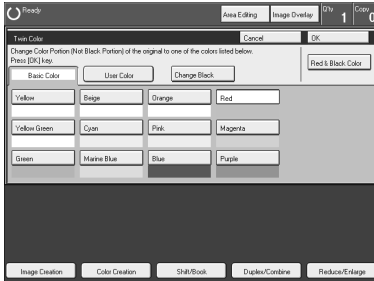 Ready
Area Editing Image Overlay Q'ty 1 Copy 0
Twin Color Cancel OK
Change Color Portion (Not Black Portion) of the original to one of the colors listed below.
Press [OK] key.
Red & Black Color
Basic Color User Color Change Black
Yellow Beige Orange Red
Yellow Green Cyan Pink Magenta
Green Marine Blue Blue Purple
Image Creation Color Creation Shift/Book Duplex/Combine Reduce/Enlarge